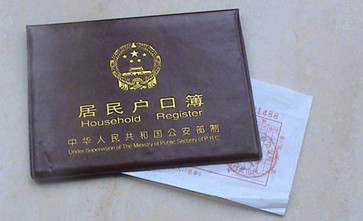 居民户口簿
Household Register
中华人民共和国公安部制
Under Supervision of The Ministry of Public Security of P.R.C.
1488